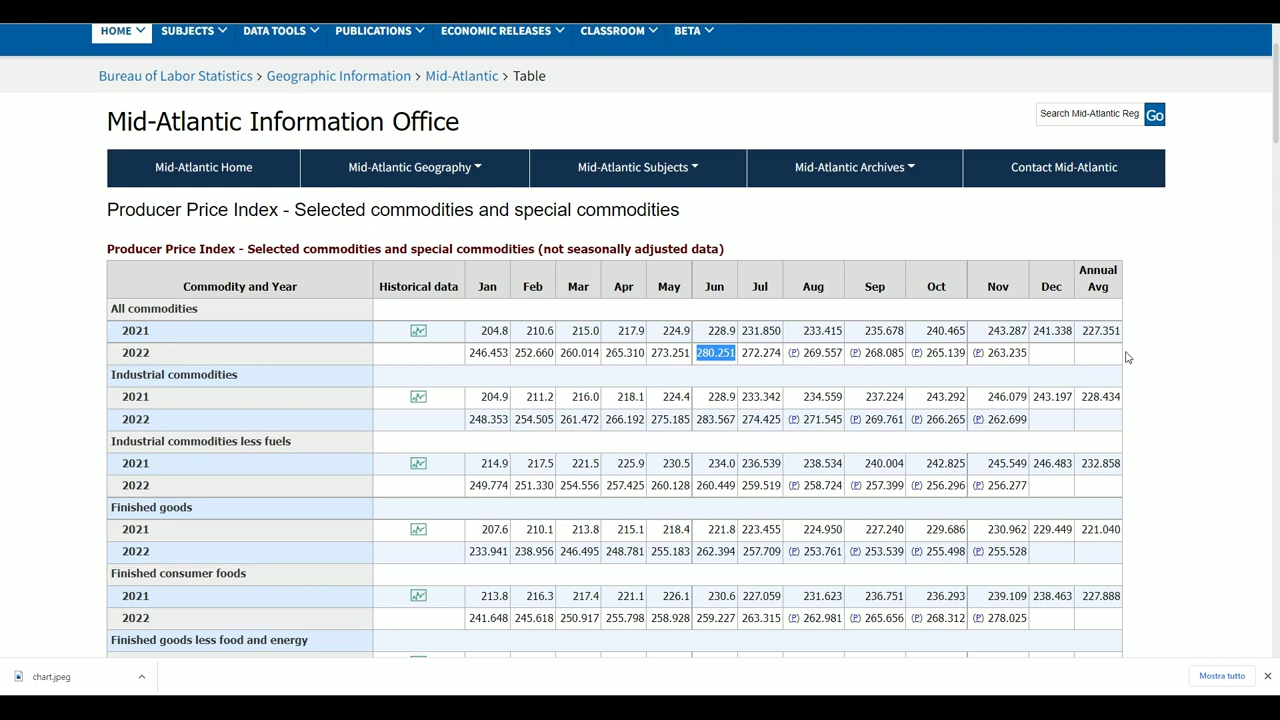 HOME SUBJECTS DATA TOOLS PUBLICATIONS ECONOMIC RELEASES CLASSROOM BETA
Bureau of Labor Statistics > Geographic Information > Mid-Atlantic > Table
Mid-Atlantic Information Office
Search Mid-Atlantic Reg Go
Mid-Atlantic Home Mid-Atlantic Geography Mid-Atlantic Subjects Mid-Atlantic Archives Contact Mid-Atlantic
Producer Price Index - Selected commodities and special commodities
Producer Price Index - Selected commodities and special commodities (not seasonally adjusted data)
Commodity and Year Historical data Jan Feb Mar Apr May Jun Jul Aug Sep Oct Nov Dec Annual Avg
All commodities
2021 204.8 210.6 215.0 217.9 224.9 228.9 231.850 233.415 235.678 240.465 243.287 241.338 227.351
2022 246.453 252.660 260.014 265.310 273.251 280.251 272.274 (P) 269.557 (P) 268.085 (P) 265.139 (P) 263.235
Industrial commodities
2021 204.9 211.2 216.0 218.1 224.4 228.9 233.342 234.559 237.224 243.292 246.079 243.197 228.434
2022 248.353 254.505 261.472 266.192 275.185 283.567 274.425 (P) 271.545 (P) 269.761 (P) 266.265 (P) 262.699
Industrial commodities less fuels
2021 214.9 217.5 221.5 225.9 230.5 234.0 236.539 238.534 240.004 242.825 245.549 246.483 232.858
2022 249.774 251.330 254.556 257.425 260.128 260.449 259.519 (P) 258.724 (P) 257.399 (P) 256.296 (P) 256.277
Finished goods
2021 207.6 210.1 213.8 215.1 218.4 221.8 223.455 224.950 227.240 229.686 230.962 229.449 221.040
2022 233.941 238.956 246.495 248.781 255.183 262.394 257.709 (P) 253.761 (P) 253.539 (P) 255.498 (P) 255.528
Finished consumer foods
2021 213.8 216.3 217.4 221.1 226.1 230.6 227.059 231.623 236.751 236.293 239.109 238.463 227.888
2022 241.648 245.618 250.917 255.798 258.928 259.227 263.315 (P) 262.981 (P) 265.656 (P) 268.312 (P) 278.025
Finished goods less food and energy
chart.jpeg Mostra tutto